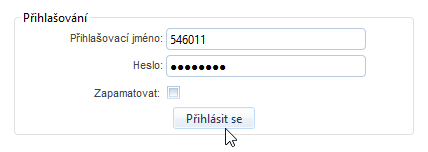 Přihlašování
Přihlašovací jméno: 546011
Heslo: ●●●●●●●●
Zapamatovat:
Přihlásit se